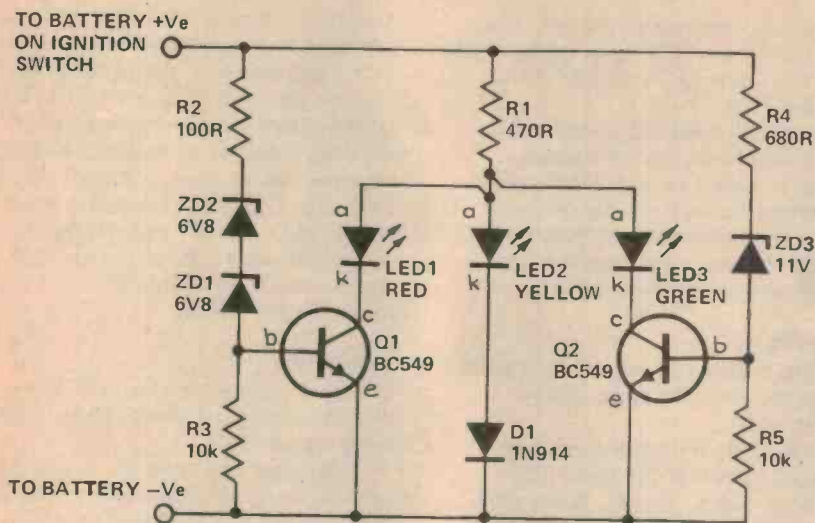 TO BATTERY +Ve
ON IGNITION
SWITCH
R2
100R
R1
470R
R4
680R
ZD2
6V8
a
a
a
ZD3
11V
ZD1
6V8
k
LED1
RED
k
LED2
YELLOW
k
LED3
GREEN
b
c
Q1
BC549
e
c
Q2
BC549
b
e
R3
10k
D1
1N914
R5
10k
TO BATTERY –Ve